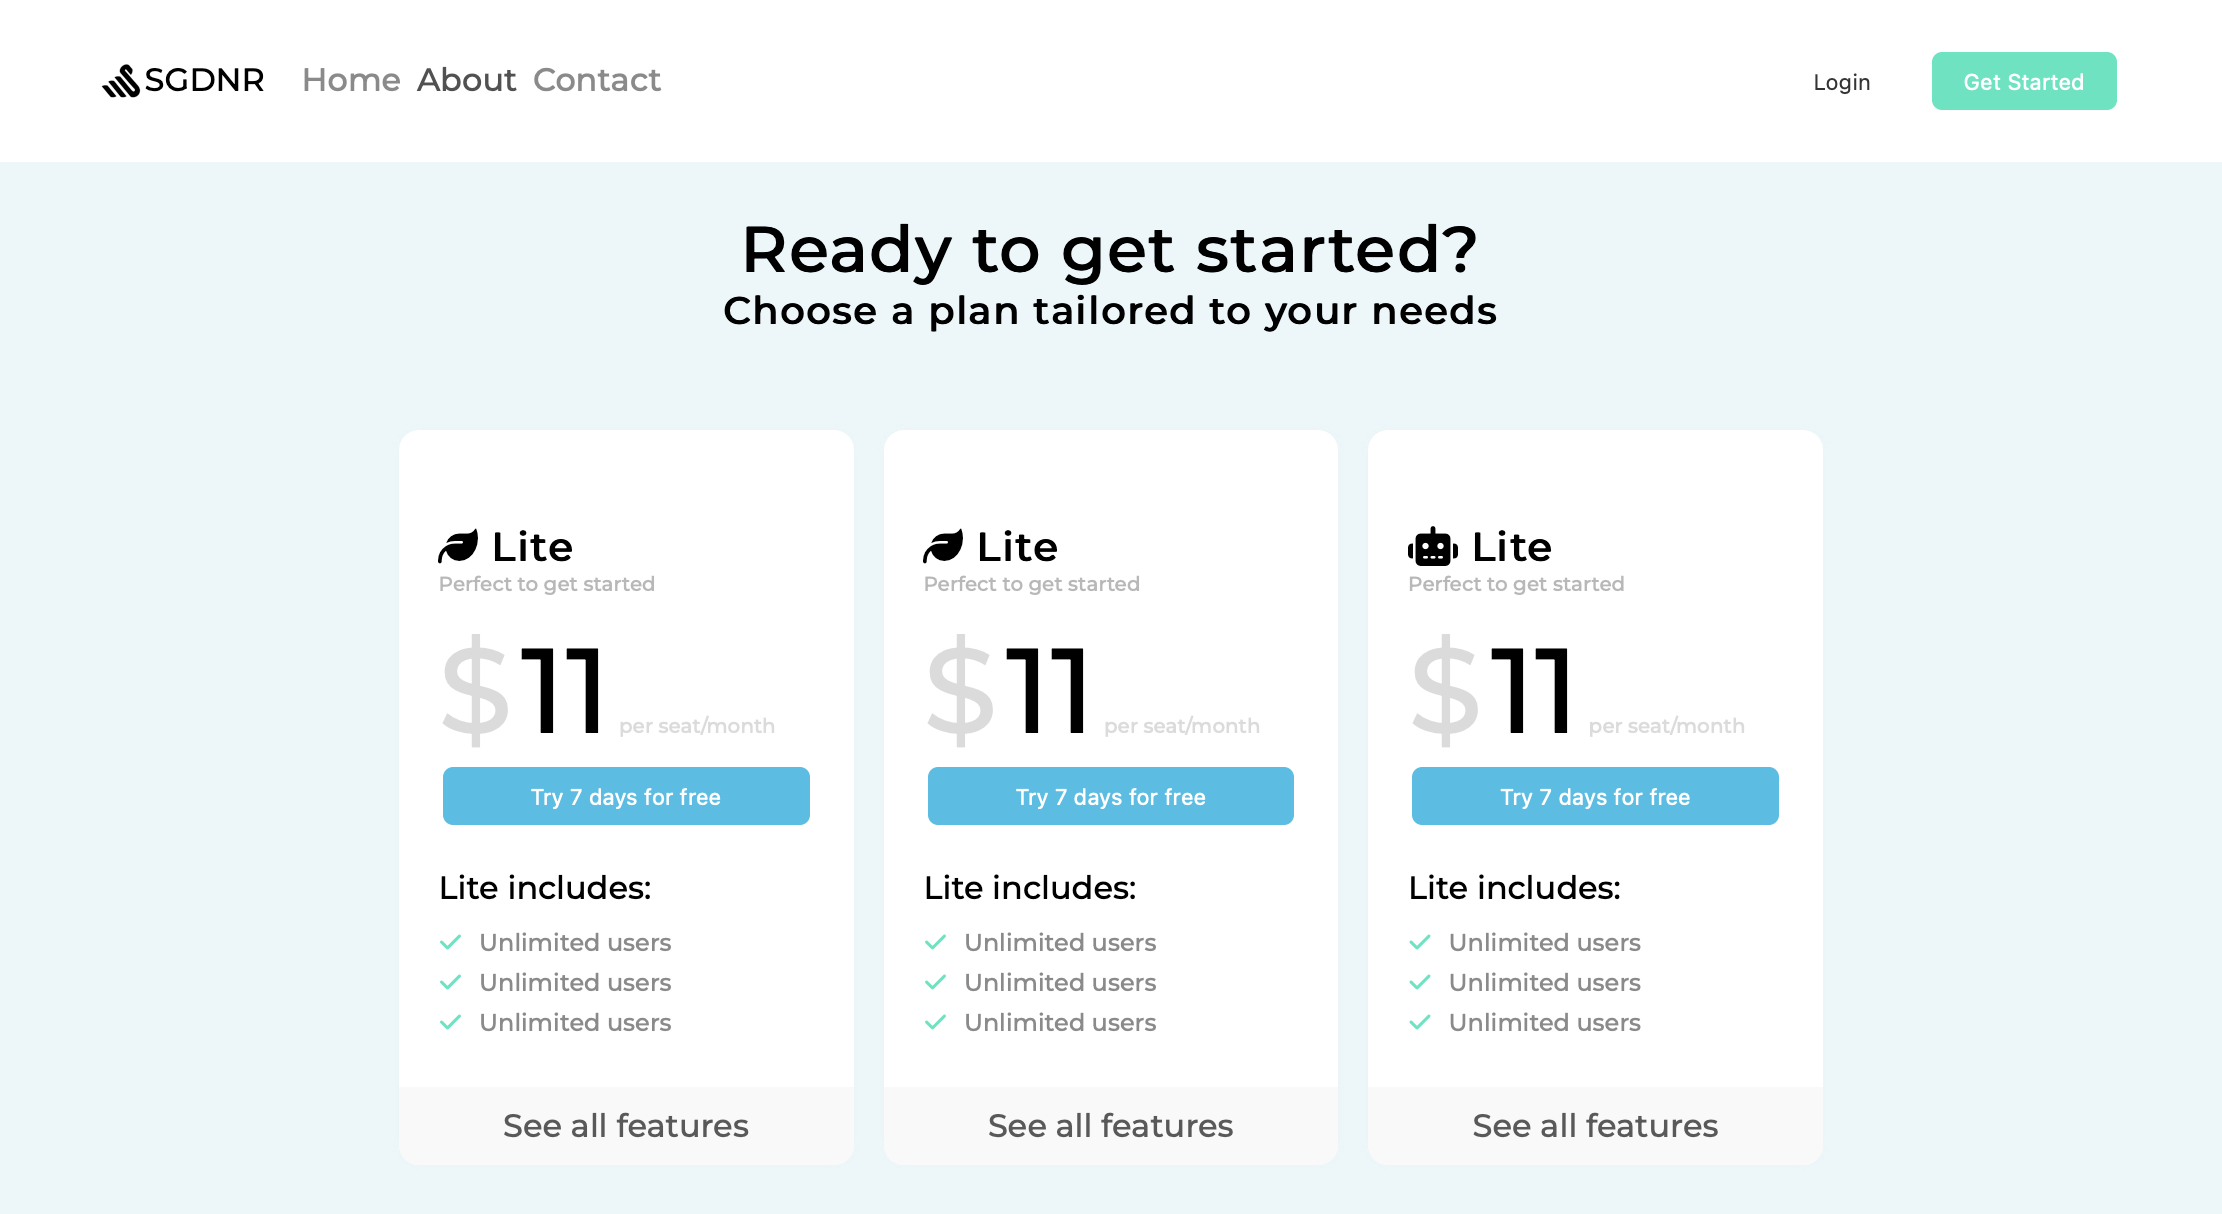 SGDNR Home About Contact Login Get Started
Ready to get started?
Choose a plan tailored to your needs
Lite
Perfect to get started
$11 per seat/month
Try 7 days for free
Lite includes:
Unlimited users
Unlimited users
Unlimited users
See all features
Lite
Perfect to get started
$11 per seat/month
Try 7 days for free
Lite includes:
Unlimited users
Unlimited users
Unlimited users
See all features
Lite
Perfect to get started
$11 per seat/month
Try 7 days for free
Lite includes:
Unlimited users
Unlimited users
Unlimited users
See all features